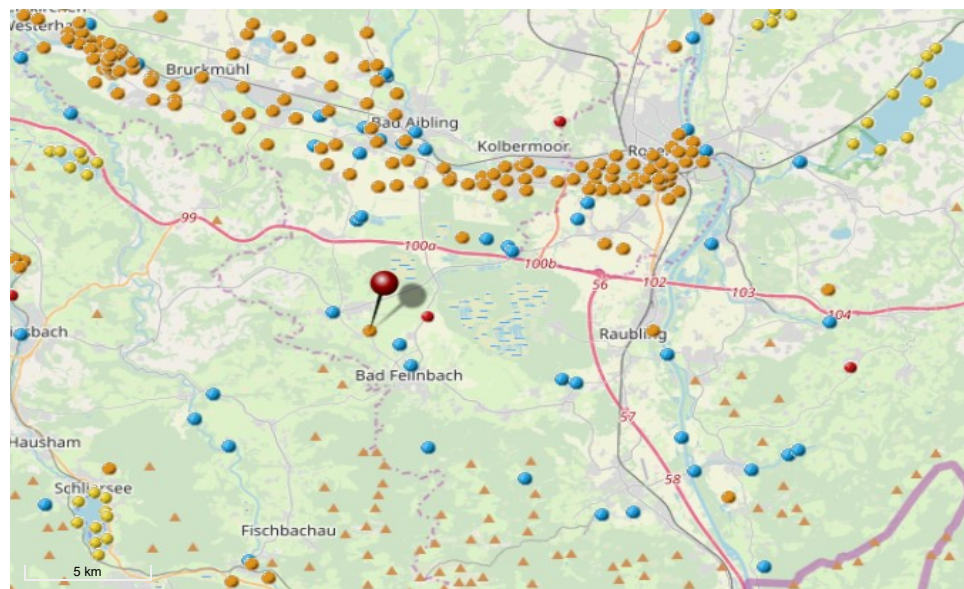 Bruckmühl
Bad Aibling
Kolbermoor
99
100a
100b
56
102
103
104
Raubling
Bad Feilnbach
57
Hausham
58
Schliersee
Fischbachau
5 km